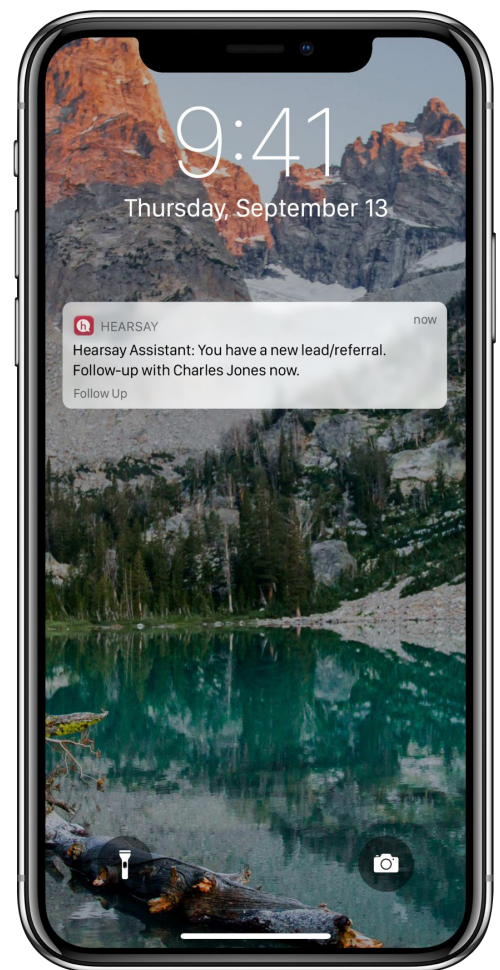 9:41
Thursday, September 13
HEARSAY
now
Hearsay Assistant: You have a new lead/referral.
Follow-up with Charles Jones now.
Follow Up